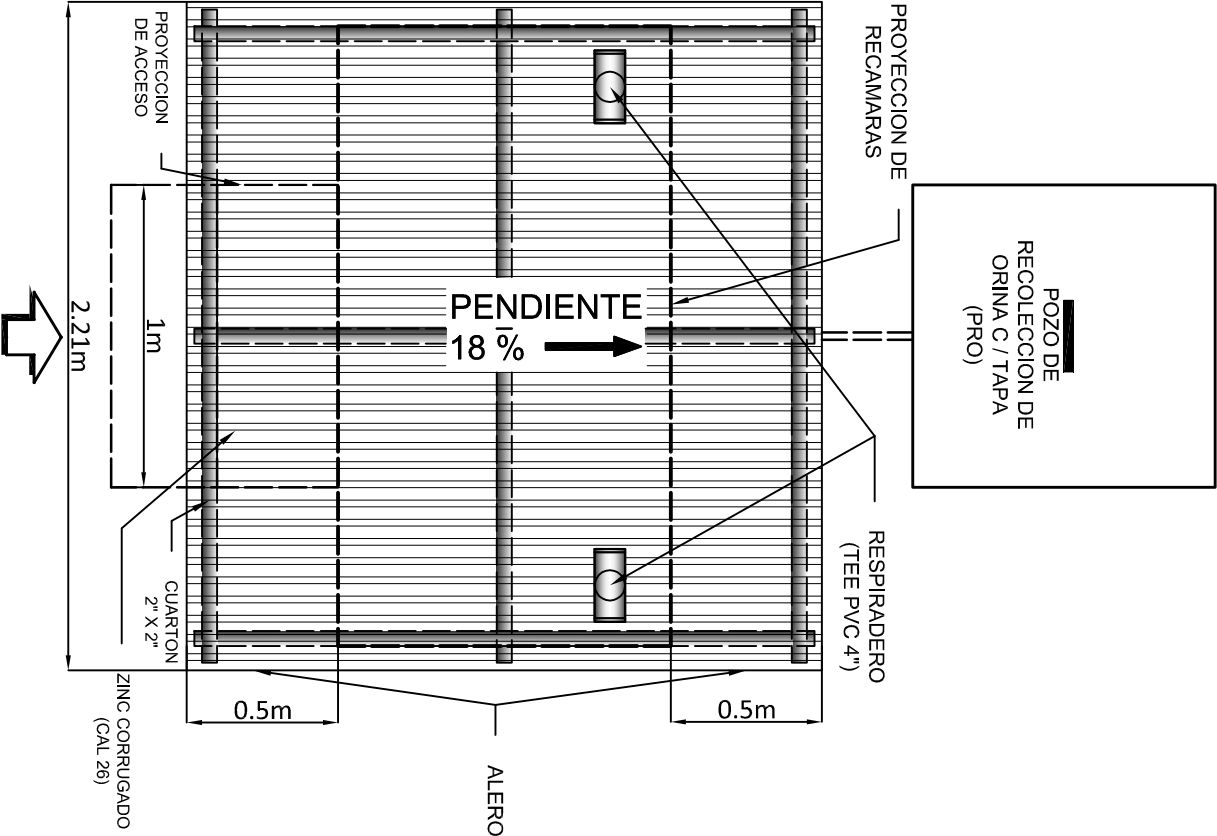 PROYECCION
DE ACCESO
PROYECCION DE
RECAMARAS
POZO DE
RECOLECCION DE
ORINA C / TAPA
(PRO)
PENDIENTE
18 %
1m
2.21m
RESPIRADERO
(TEE PVC 4")
CUARTON
2" X 2"
ZINC CORRUGADO
(CAL 26)
0.5m
0.5m
ALERO